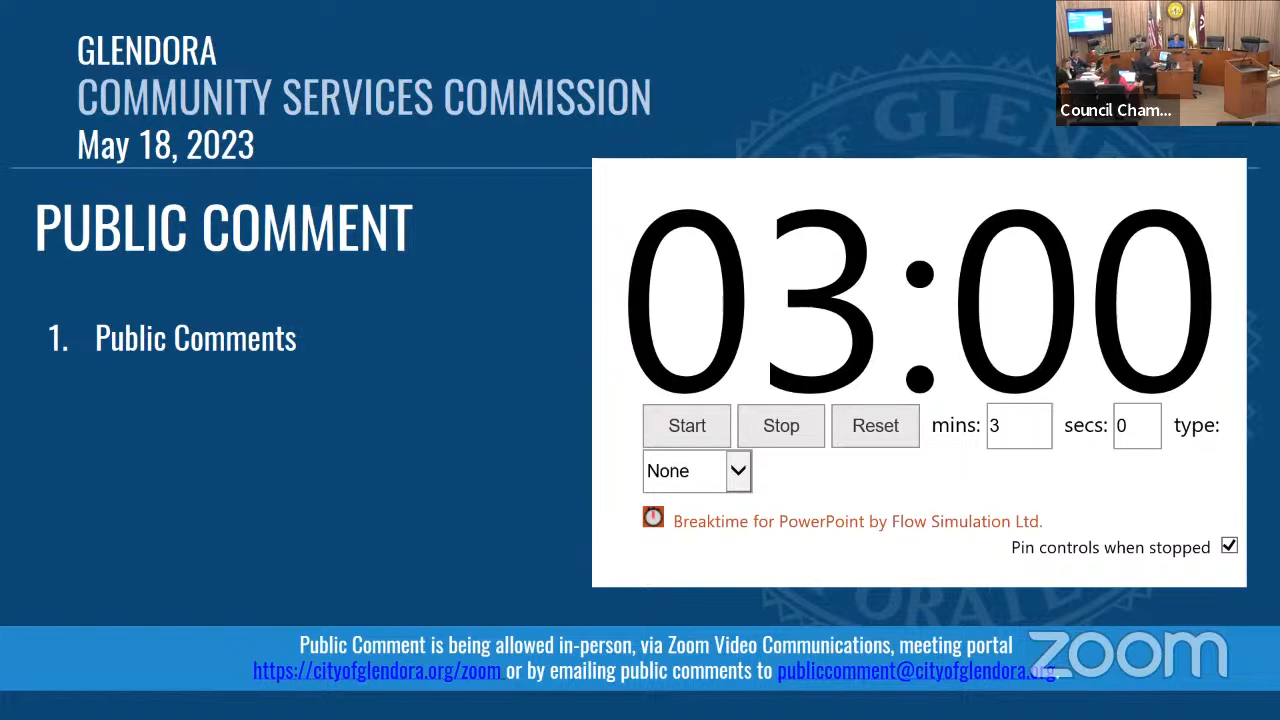 GLENDORA
COMMUNITY SERVICES COMMISSION
May 18, 2023
Council Cham...
PUBLIC COMMENT
1. Public Comments
03:00
Start Stop Reset mins: 3 secs: 0 type:
None
Breaktime for PowerPoint by Flow Simulation Ltd.
Pin controls when stopped
OF GLEN
ORATE
Public Comment is being allowed in-person, via Zoom Video Communications, meeting portal
https://cityofglendora.org/zoom or by emailing public comments to publiccomment@cityofglendora.org.
zoom